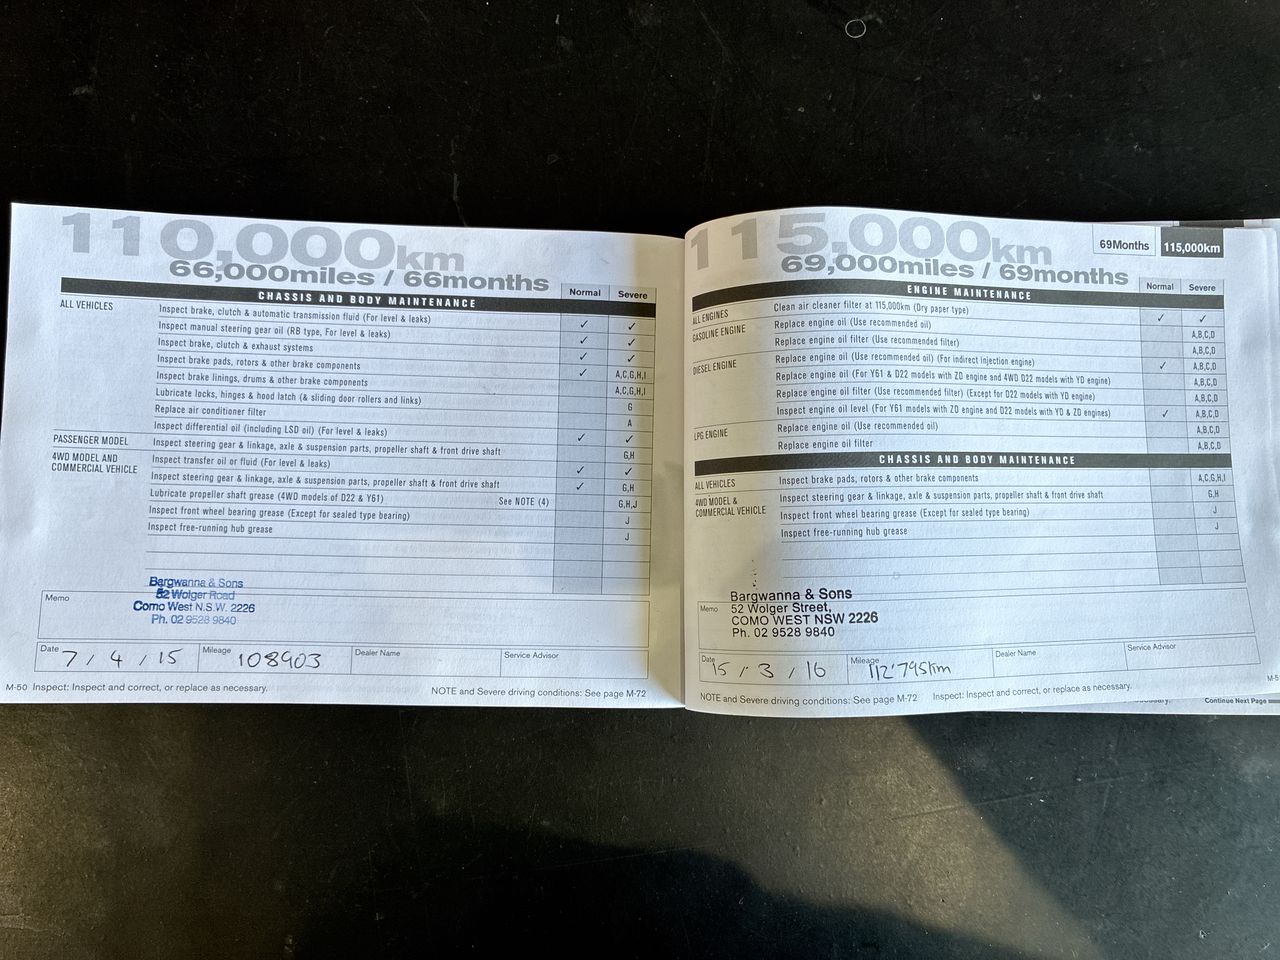 110,000km
66,000miles / 66months
CHASSIS AND BODY MAINTENANCE Normal Severe
ALL VEHICLES Inspect brake, clutch & automatic transmission fluid (For level & leaks) ✓ ✓
Inspect manual steering gear oil (RB type, For level & leaks) ✓ ✓
Inspect brake, clutch & exhaust systems ✓ ✓
Inspect brake pads, rotors & other brake components ✓ A,C,G,H,I
Inspect brake linings, drums & other brake components A,C,G,H,I
Lubricate locks, hinges & hood latch (& sliding door rollers and links) G
Replace air conditioner filter A
Inspect differential oil (including LSD oil) (For level & leaks) ✓ ✓
PASSENGER MODEL Inspect steering gear & linkage, axle & suspension parts, propeller shaft & front drive shaft G,H
4WD MODEL AND COMMERCIAL VEHICLE Inspect transfer oil or fluid (For level & leaks) ✓ ✓
Inspect steering gear & linkage, axle & suspension parts, propeller shaft & front drive shaft ✓ G,H
Lubricate propeller shaft grease (4WD models of D22 & Y61) See NOTE (4) G,H,J
Inspect front wheel bearing grease (Except for sealed type bearing) J
Inspect free-running hub grease J
Memo
Bargwanna & Sons
52 Wolger Road
Como West N.S.W. 2226
Ph. 02 9528 9840
Date 7 / 4 / 15 Mileage 108903 Dealer Name Service Advisor
M-50 Inspect: Inspect and correct, or replace as necessary. NOTE and Severe driving conditions: See page M-72
115,000km
69,000miles / 69months
69Months 115,000km
ENGINE MAINTENANCE Normal Severe
ALL ENGINES Clean air cleaner filter at 115,000km (Dry paper type) ✓ ✓
GASOLINE ENGINE Replace engine oil (Use recommended oil) A,B,C,D
Replace engine oil filter (Use recommended filter) A,B,C,D
DIESEL ENGINE Replace engine oil (Use recommended oil) (For indirect injection engine) ✓ A,B,C,D
Replace engine oil (For Y61 & D22 models with ZD engine and 4WD D22 models with YD engine) A,B,C,D
Replace engine oil filter (Use recommended filter) (Except for D22 models with YD engine) A,B,C,D
Inspect engine oil level (For Y61 models with ZD engine and D22 models with YD & ZD engines) ✓ A,B,C,D
LPG ENGINE Replace engine oil (Use recommended oil) A,B,C,D
Replace engine oil filter A,B,C,D
CHASSIS AND BODY MAINTENANCE
ALL VEHICLES Inspect brake pads, rotors & other brake components A,C,G,H,I
4WD MODEL & COMMERCIAL VEHICLE Inspect steering gear & linkage, axle & suspension parts, propeller shaft & front drive shaft G,H
Inspect front wheel bearing grease (Except for sealed type bearing) J
Inspect free-running hub grease J
Memo
Bargwanna & Sons
52 Wolger Street,
COMO WEST NSW 2226
Ph. 02 9528 9840
Date 15 / 3 / 16 Mileage 112'795km Dealer Name Service Advisor
NOTE and Severe driving conditions: See page M-72 Inspect: Inspect and correct, or replace as necessary.
Continue Next Page